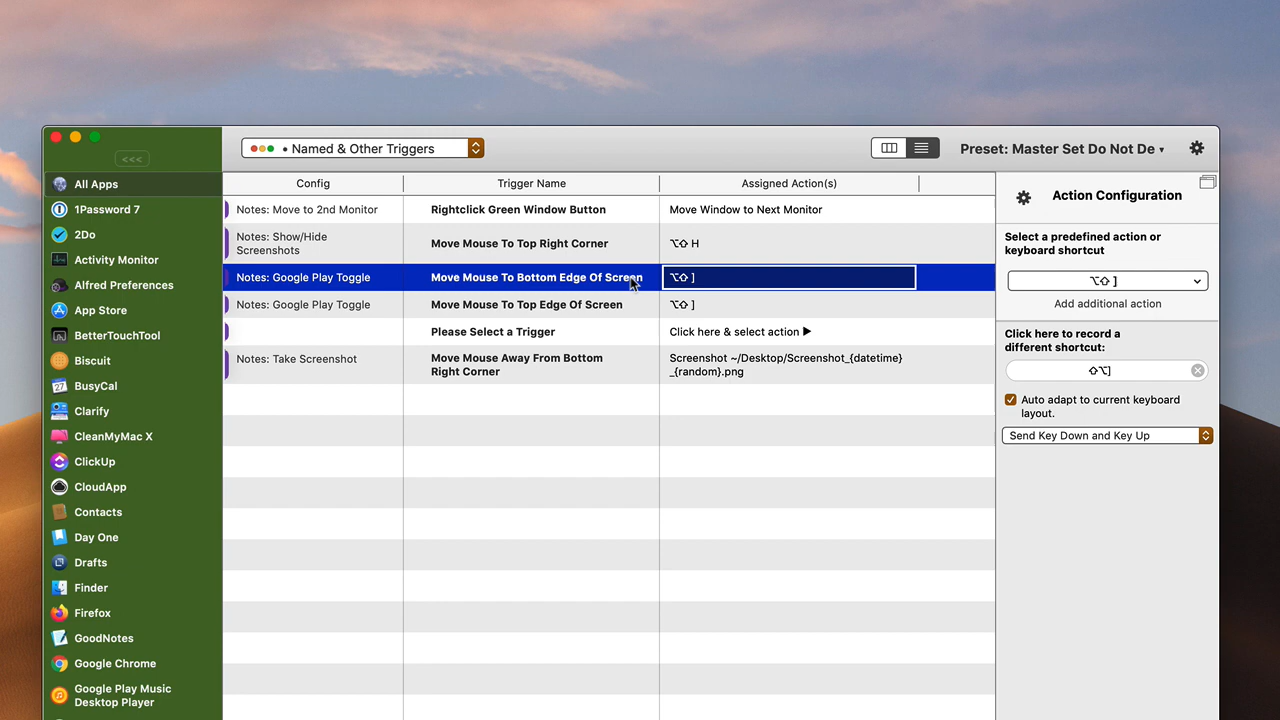 <<<
• Named & Other Triggers
Preset: Master Set Do Not De ▾
All Apps
1Password 7
2Do
Activity Monitor
Alfred Preferences
App Store
BetterTouchTool
Biscuit
BusyCal
27
Clarify
CleanMyMac X
ClickUp
CloudApp
Contacts
Day One
Drafts
Finder
Firefox
GoodNotes
Google Chrome
Google Play Music
Desktop Player
Config
Trigger Name
Assigned Action(s)
Notes: Move to 2nd Monitor
Rightclick Green Window Button
Move Window to Next Monitor
Notes: Show/Hide
Screenshots
Move Mouse To Top Right Corner
⌥⇧ H
Notes: Google Play Toggle
Move Mouse To Bottom Edge Of Screen
⌥⇧ ]
Notes: Google Play Toggle
Move Mouse To Top Edge Of Screen
⌥⇧ ]
Please Select a Trigger
Click here & select action ▶
Notes: Take Screenshot
Move Mouse Away From Bottom
Right Corner
Screenshot ~/Desktop/Screenshot_{datetime}
_{random}.png
Action Configuration
Select a predefined action or
keyboard shortcut
⌥⇧ ]
Add additional action
Click here to record a
different shortcut:
⇧⌥]
Auto adapt to current keyboard
layout.
Send Key Down and Key Up